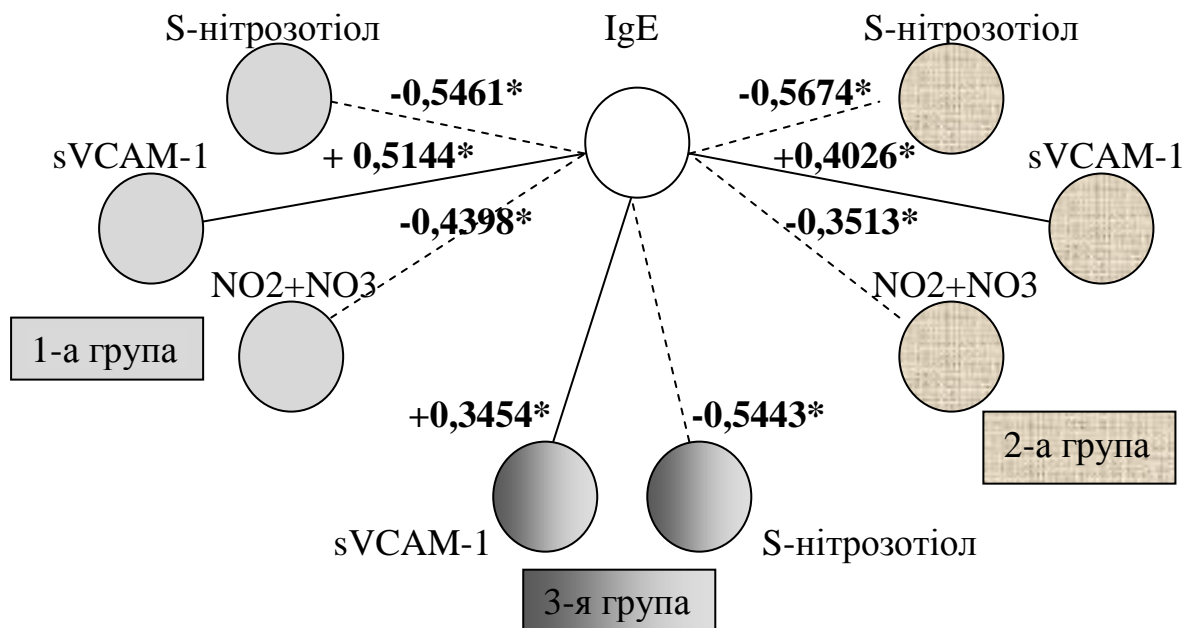 S-нітрозотіол
IgE
S-нітрозотіол
-0,5461*
-0,5674*
sVCAM-1
+ 0,5144*
+0,4026*
sVCAM-1
-0,4398*
-0,3513*
NO2+NO3
NO2+NO3
1-а група
+0,3454*
-0,5443*
2-а група
sVCAM-1
S-нітрозотіол
3-я група